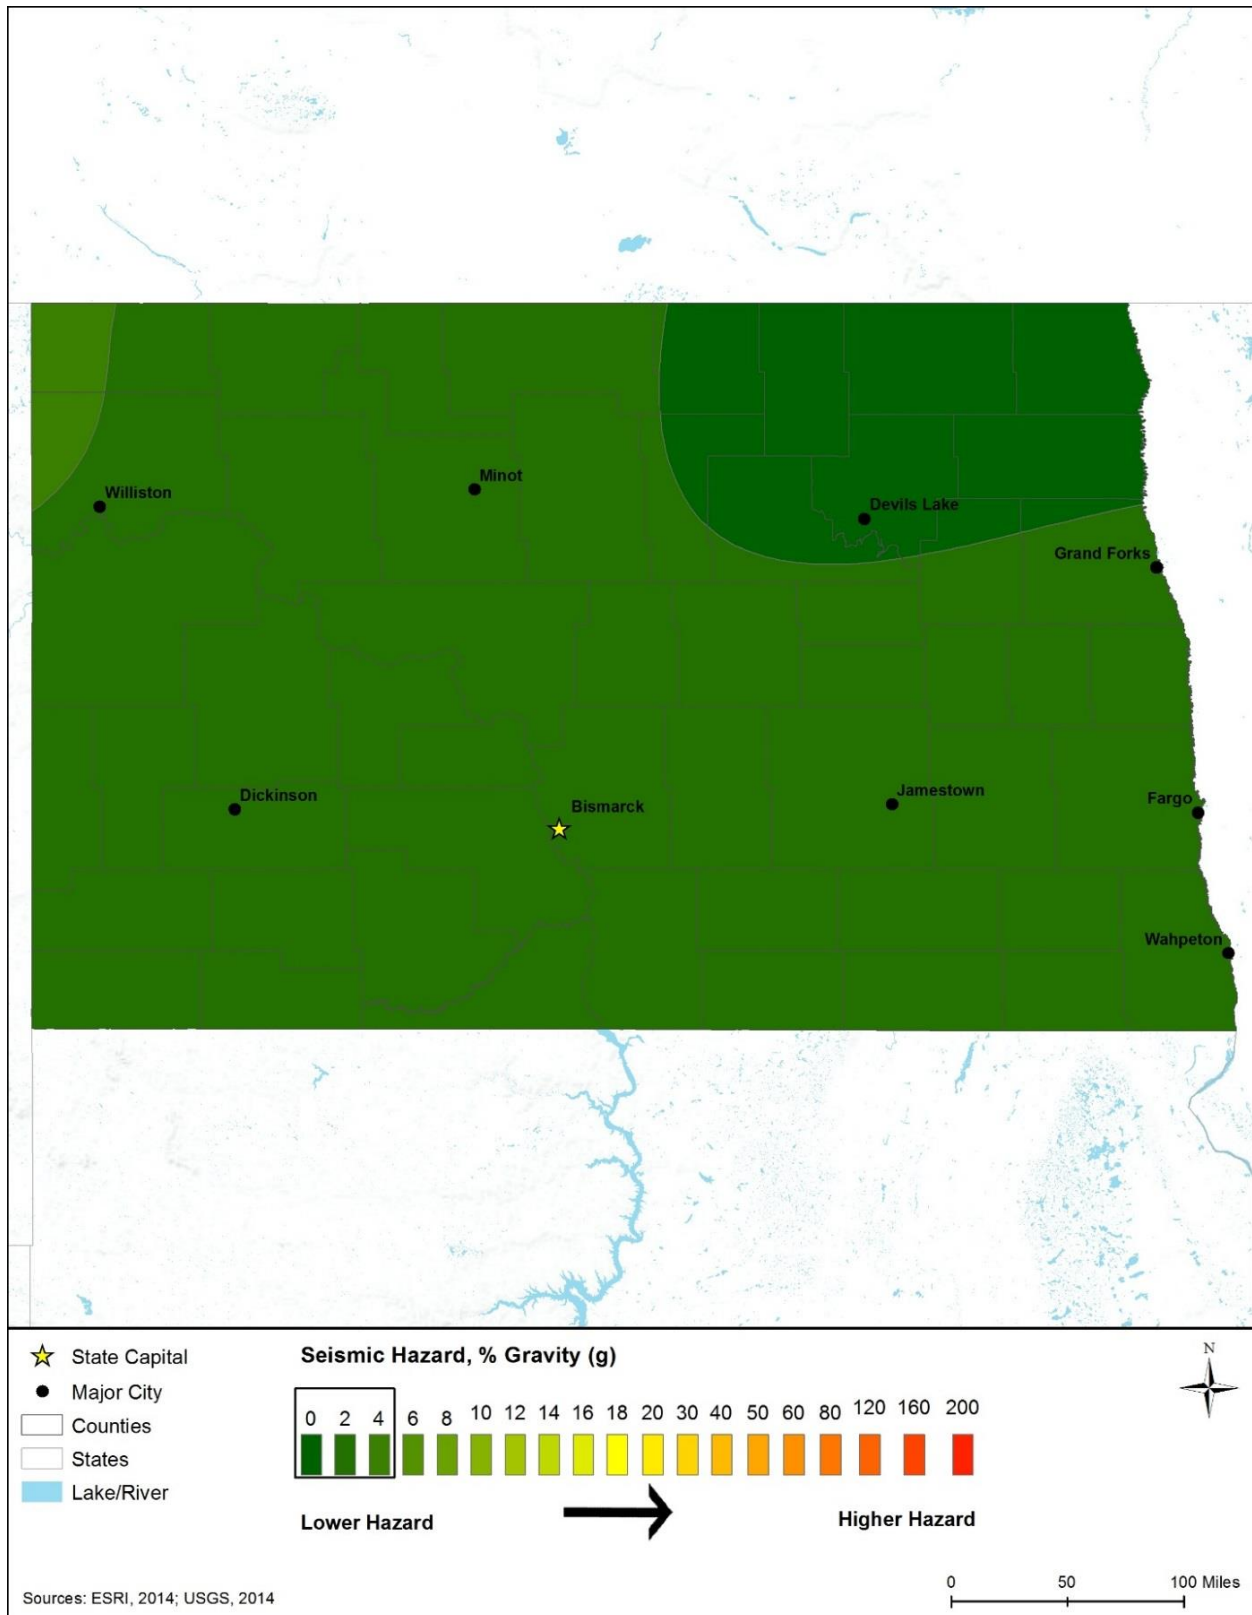 Williston
Minot
Devils Lake
Grand Forks
Dickinson
Bismarck
Jamestown
Fargo
Wahpeton
State Capital
Major City
Counties
States
Lake/River
Seismic Hazard, % Gravity (g)
0 2 4 6 8 10 12 14 16 18 20 30 40 50 60 80 120 160 200
Lower Hazard
Higher Hazard
N
Sources: ESRI, 2014; USGS, 2014
0 50 100 Miles